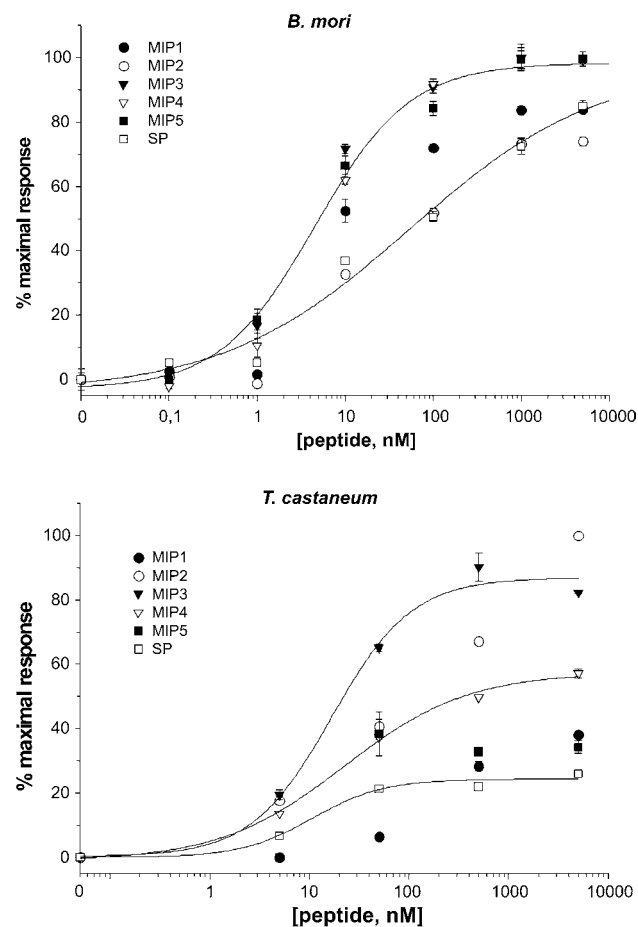 B. mori
MIP1
MIP2
MIP3
MIP4
MIP5
SP
100
80
60
40
20
0
% maximal response
0 0,1 1 10 100 1000 10000
[peptide, nM]
T. castaneum
MIP1
MIP2
MIP3
MIP4
MIP5
SP
100
80
60
40
20
0
% maximal response
0 1 10 100 1000 10000
[peptide, nM]